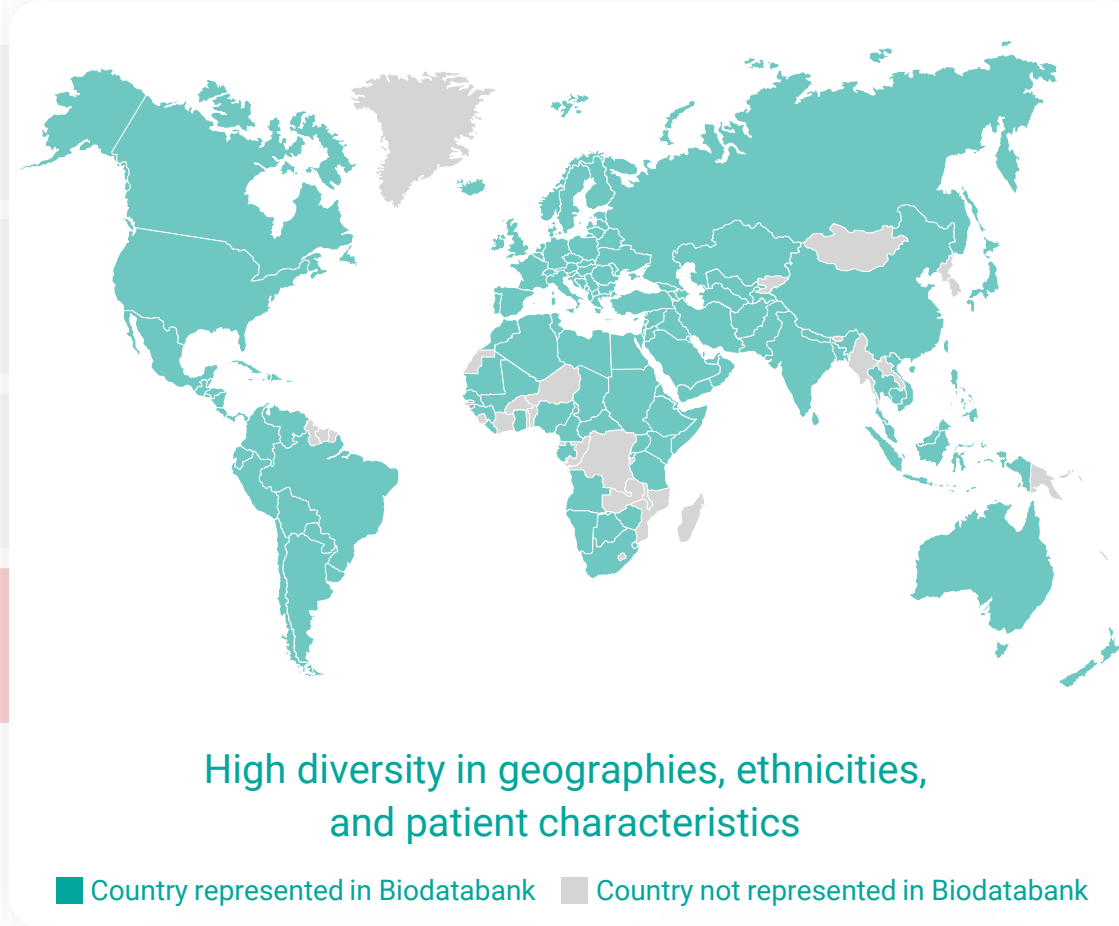 High diversity in geographies, ethnicities,
and patient characteristics
Country represented in Biodatabank
Country not represented in Biodatabank